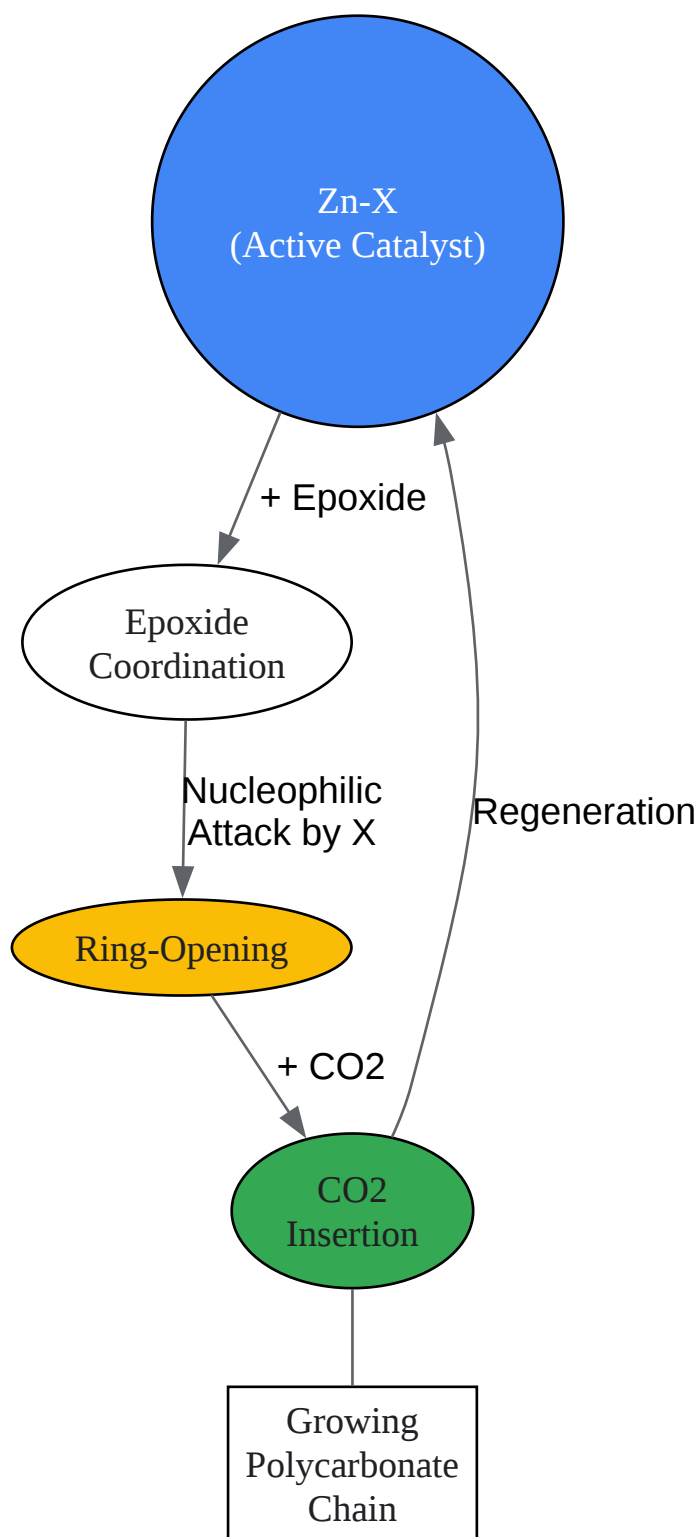 Zn-X
(Active Catalyst)
+ Epoxide
Epoxide
Coordination
Nucleophilic
Attack by X
Regeneration
Ring-Opening
+ CO2
CO2
Insertion
Growing
Polycarbonate
Chain